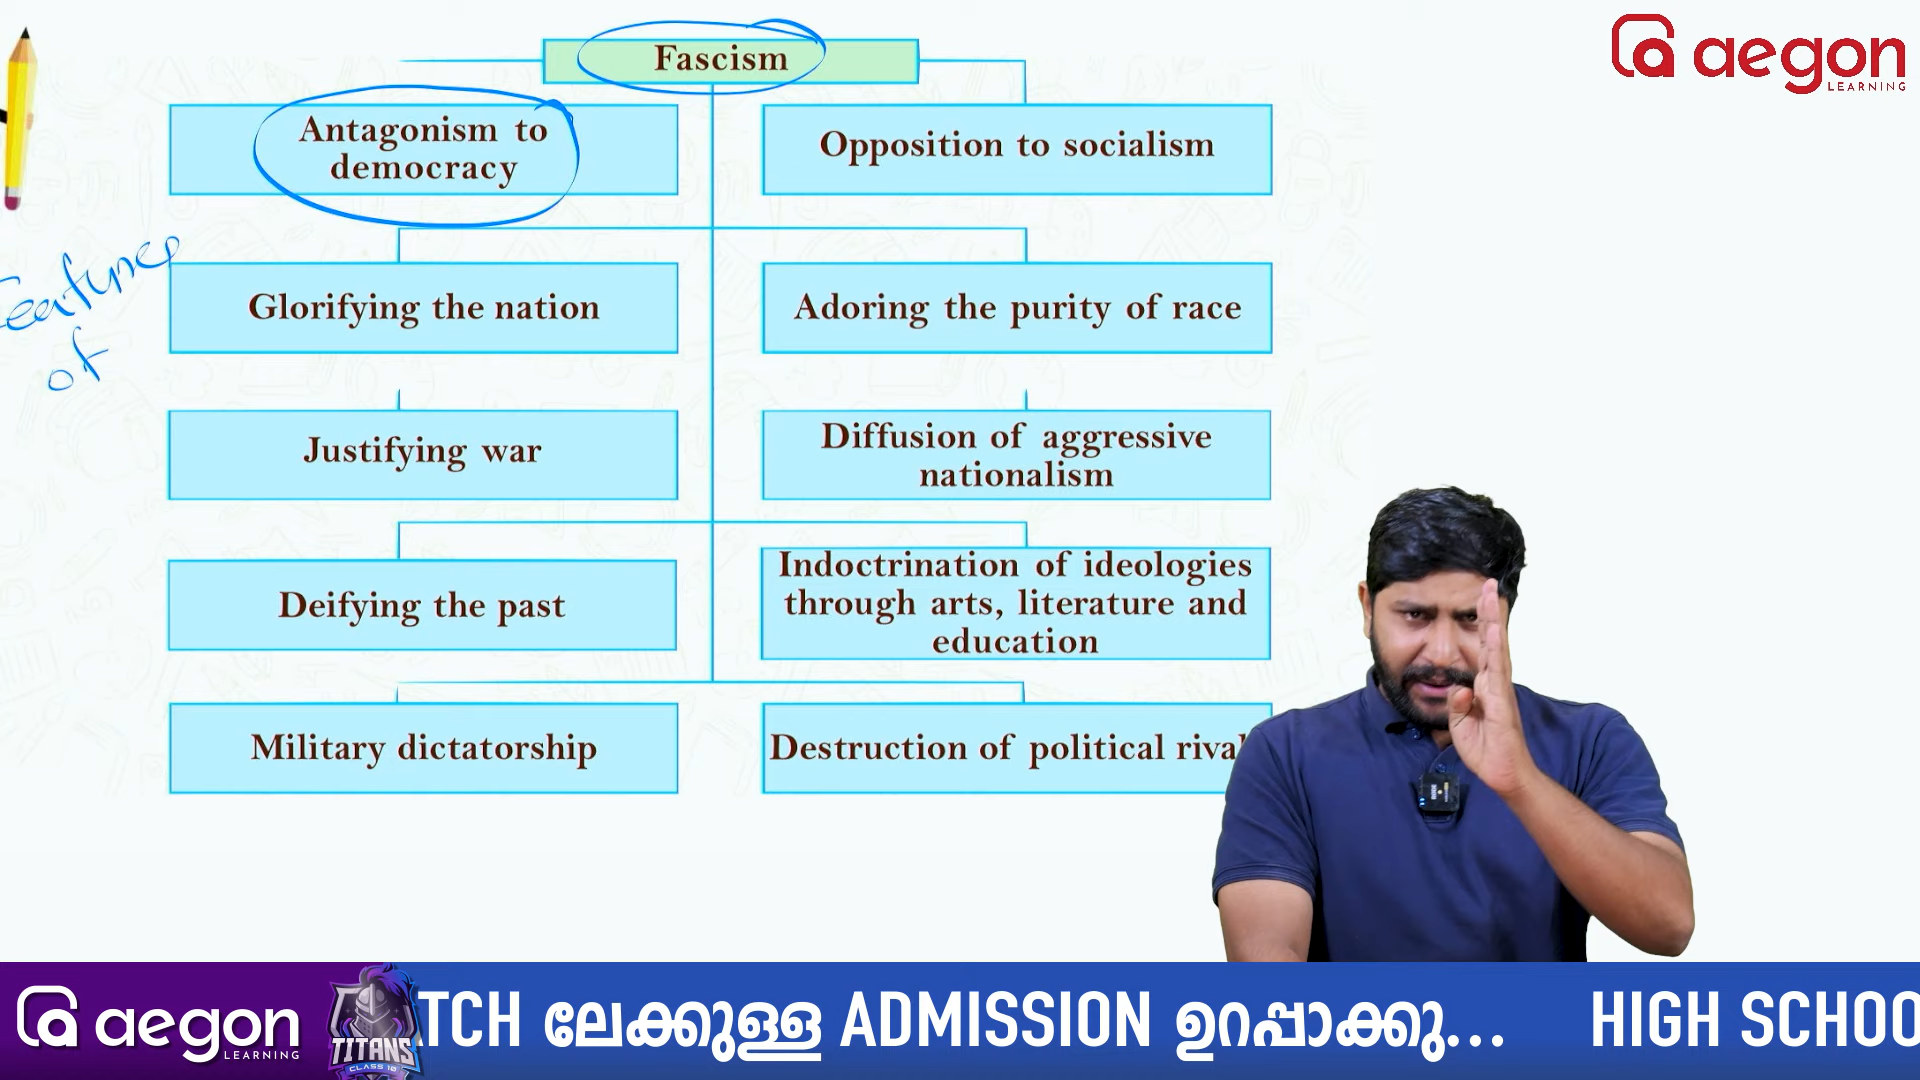 Fascism
aegon
LEARNING
Antagonism to
democracy
Opposition to socialism
Features
of
Glorifying the nation
Adoring the purity of race
Justifying war
Diffusion of aggressive
nationalism
Deifying the past
Indoctrination of ideologies
through arts, literature and
education
Military dictatorship
Destruction of political rival
aegon
LEARNING
TITANS
CLASS 10
TCH ലേക്കുള്ള ADMISSION ഉറപ്പാക്കൂ... HIGH SCHOO